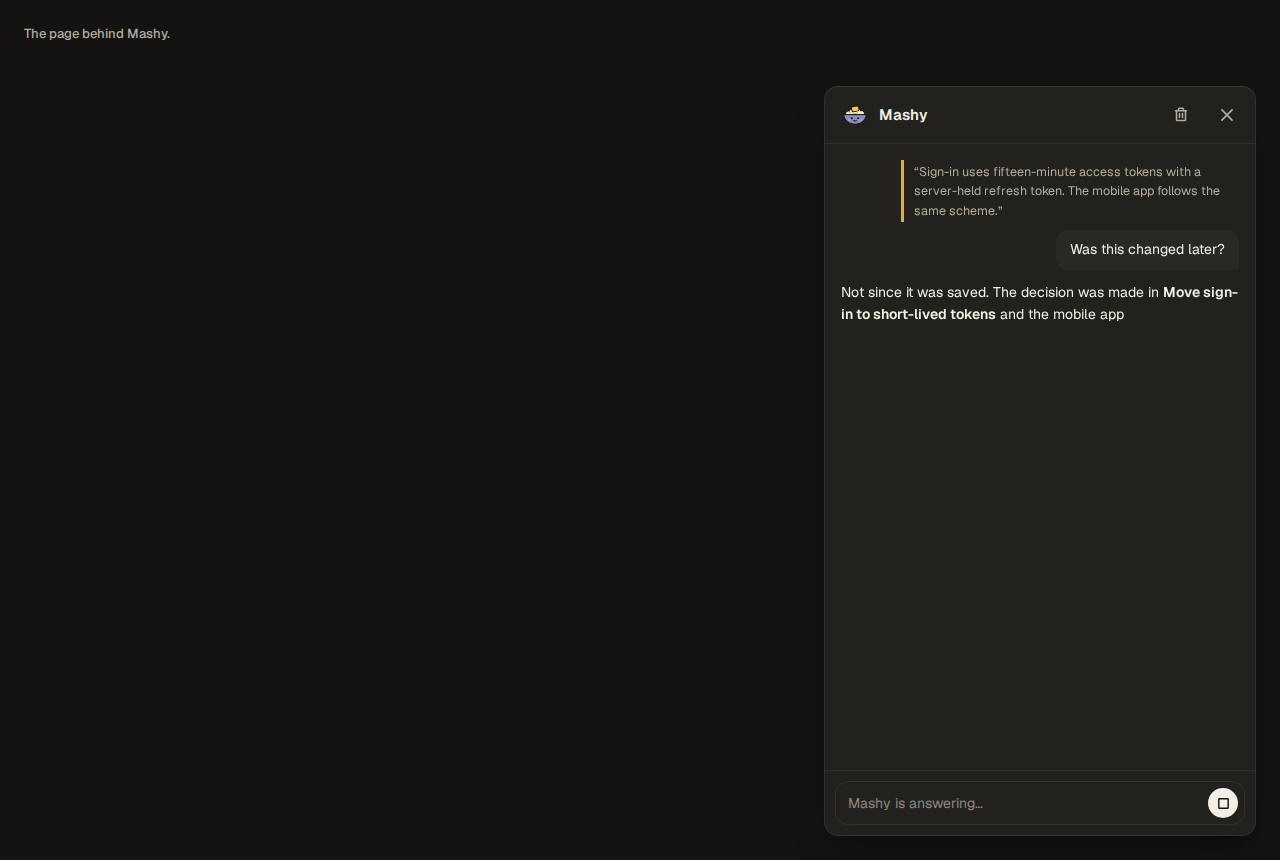 The page behind Mashy.
Mashy
“Sign-in uses fifteen-minute access tokens with a
server-held refresh token. The mobile app follows the
same scheme.”
Was this changed later?
Not since it was saved. The decision was made in Move sign-
in to short-lived tokens and the mobile app
Mashy is answering…